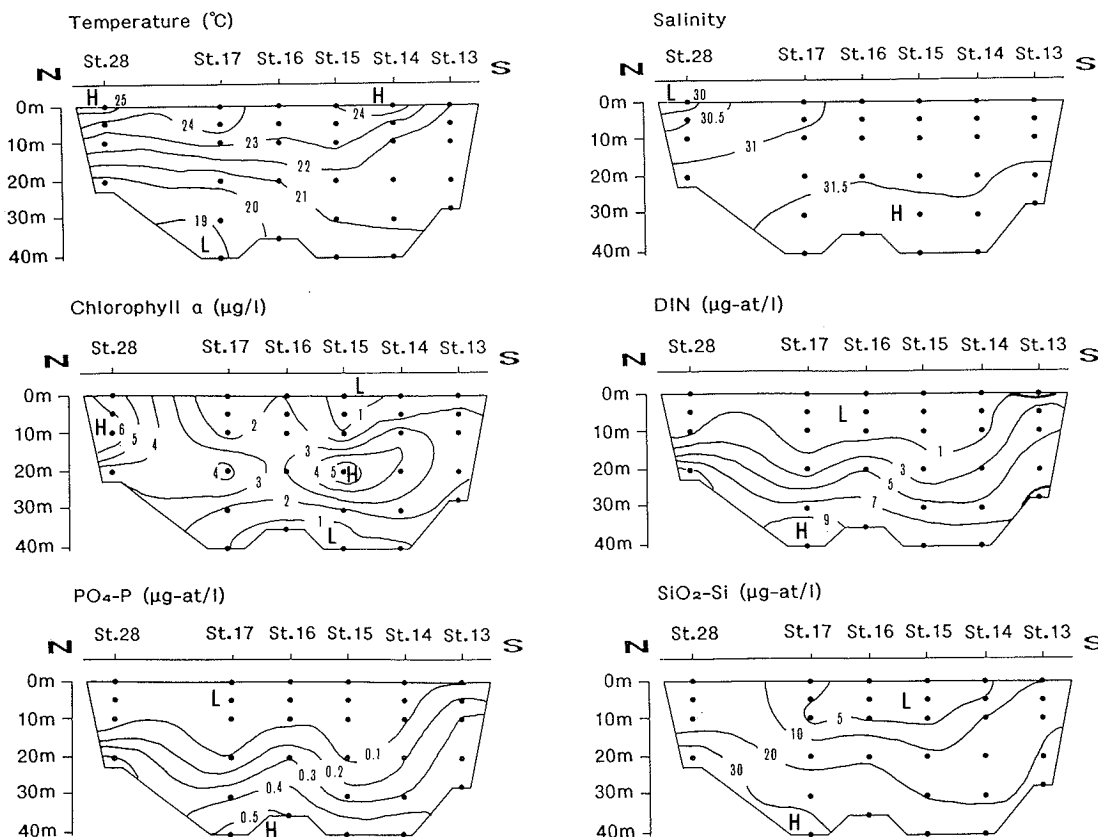 Temperature (℃)
St.28 St.17 St.16 St.15 St.14 St.13
N S
H 25 H
0m 24 24
10m 23
22
20m 21
20
30m 19
L
40m
Salinity
St.28 St.17 St.16 St.15 St.14 St.13
N S
L 30
0m 30.5
10m 31
20m 31.5
30m H
40m
Chlorophyll a (μg/l)
St.28 St.17 St.16 St.15 St.14 St.13
N S
L
0m 1
H 6 5 4 2
10m 3
20m 4 4 5 H
3
30m 2
1
L
40m
DIN (μg-at/l)
St.28 St.17 St.16 St.15 St.14 St.13
N S
0m L
10m 1
20m 3
5
30m 7
9
H
40m
PO₄-P (μg-at/l)
St.28 St.17 St.16 St.15 St.14 St.13
N S
0m L
10m 0.1
20m 0.3 0.2
0.4
30m 0.5
40m H
SiO₂-Si (μg-at/l)
St.28 St.17 St.16 St.15 St.14 St.13
N S
0m L
10m 10 5
20m 20
30
30m
40m H